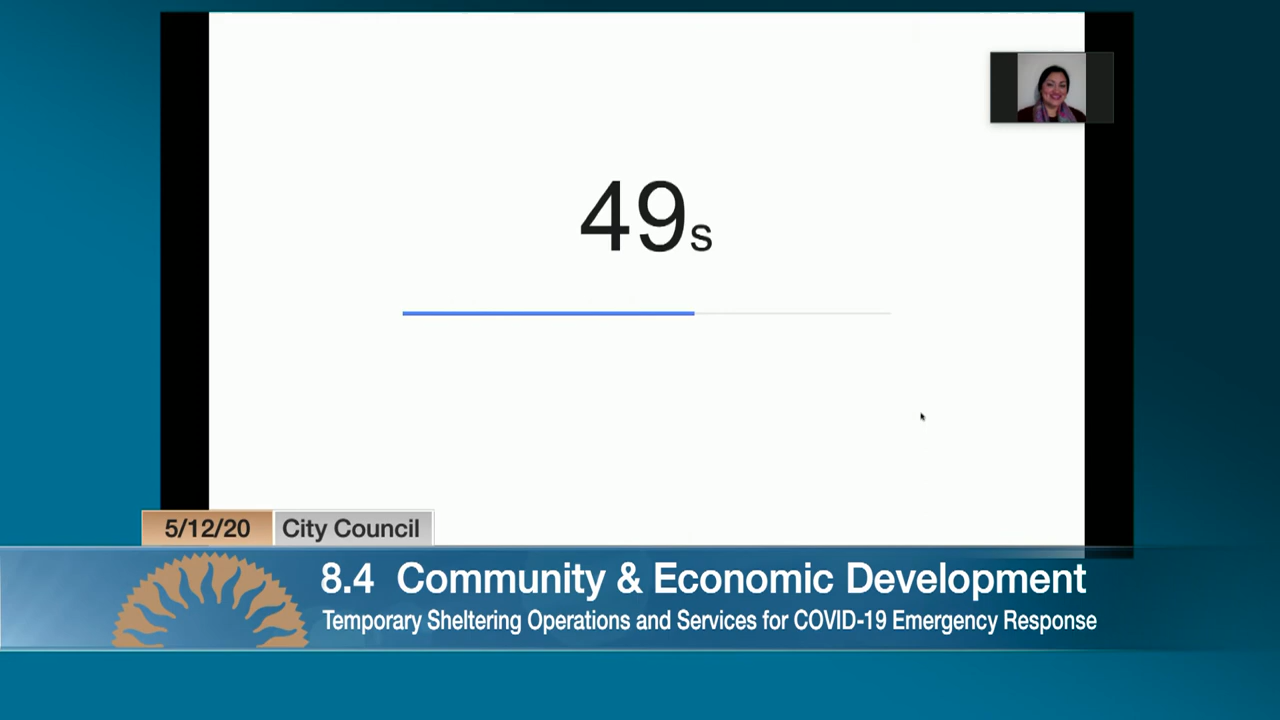 49s
5/12/20 City Council
8.4 Community & Economic Development
Temporary Sheltering Operations and Services for COVID-19 Emergency Response